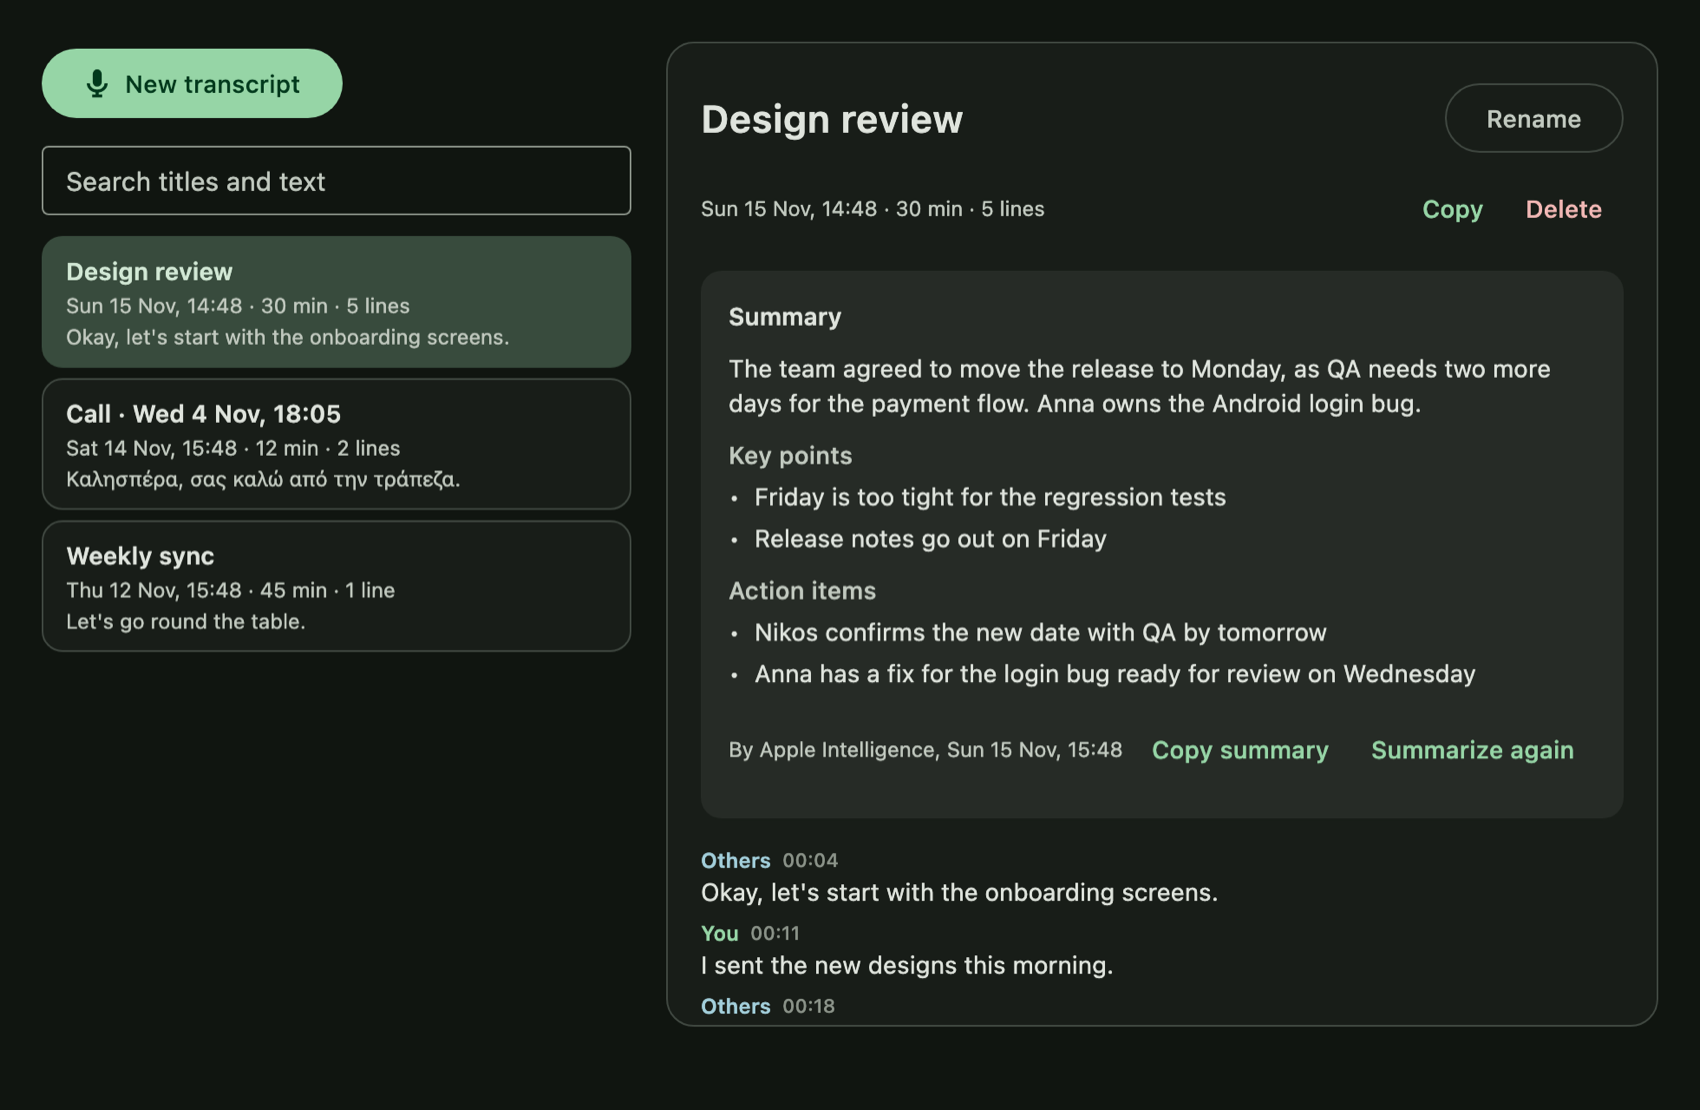 New transcript
Search titles and text
Design review
Sun 15 Nov, 14:48 · 30 min · 5 lines
Okay, let's start with the onboarding screens.
Call · Wed 4 Nov, 18:05
Sat 14 Nov, 15:48 · 12 min · 2 lines
Καλησπέρα, σας καλώ από την τράπεζα.
Weekly sync
Thu 12 Nov, 15:48 · 45 min · 1 line
Let's go round the table.
Design review
Rename
Sun 15 Nov, 14:48 · 30 min · 5 lines
Copy
Delete
Summary
The team agreed to move the release to Monday, as QA needs two more
days for the payment flow. Anna owns the Android login bug.
Key points
• Friday is too tight for the regression tests
• Release notes go out on Friday
Action items
• Nikos confirms the new date with QA by tomorrow
• Anna has a fix for the login bug ready for review on Wednesday
By Apple Intelligence, Sun 15 Nov, 15:48
Copy summary
Summarize again
Others 00:04
Okay, let's start with the onboarding screens.
You 00:11
I sent the new designs this morning.
Others 00:18